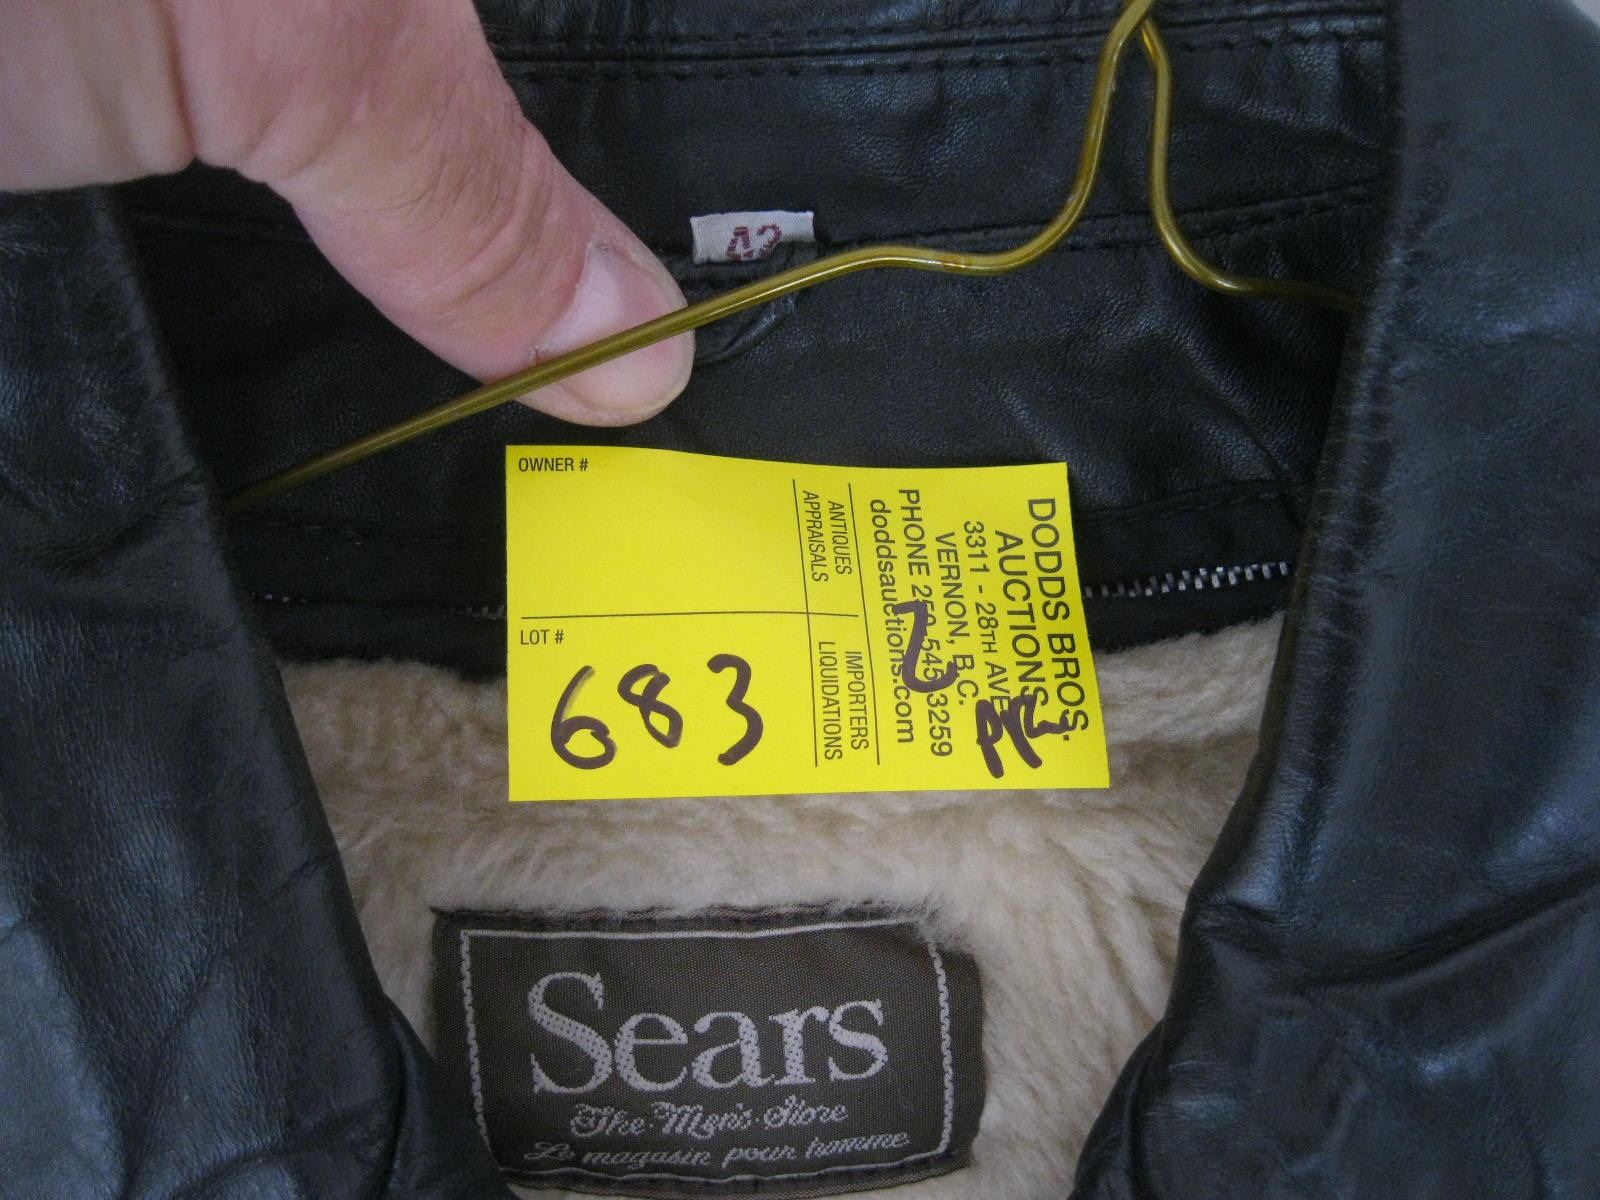 42
OWNER #
LOT #
683
ANTIQUES
APPRAISALS
IMPORTERS
LIQUIDATIONS
DODDS BROS.
AUCTIONS
3311 - 28TH AVE
VERNON, B.C.
PHONE 250-545-3259
doddsauctions.com
2
Sears
The Men's Store
Le magasin pour homme